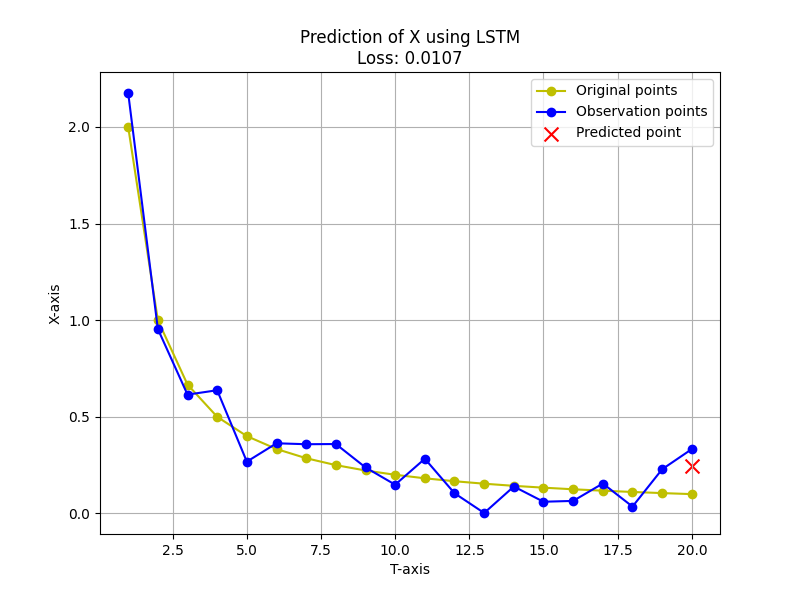 Prediction of X using LSTM
Loss: 0.0107
Original points
Observation points
Predicted point
X-axis
2.0
1.5
1.0
0.5
0.0
2.5 5.0 7.5 10.0 12.5 15.0 17.5 20.0
T-axis